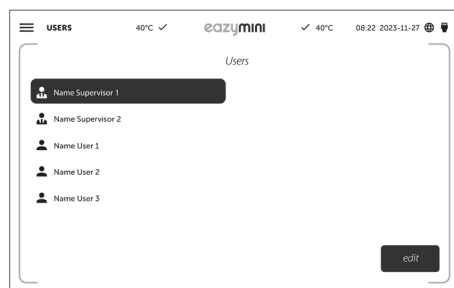 USERS 40°C eazymini 40°C 08:22 2023-11-27
Users
Name Supervisor 1
Name Supervisor 2
Name User 1
Name User 2
Name User 3
edit